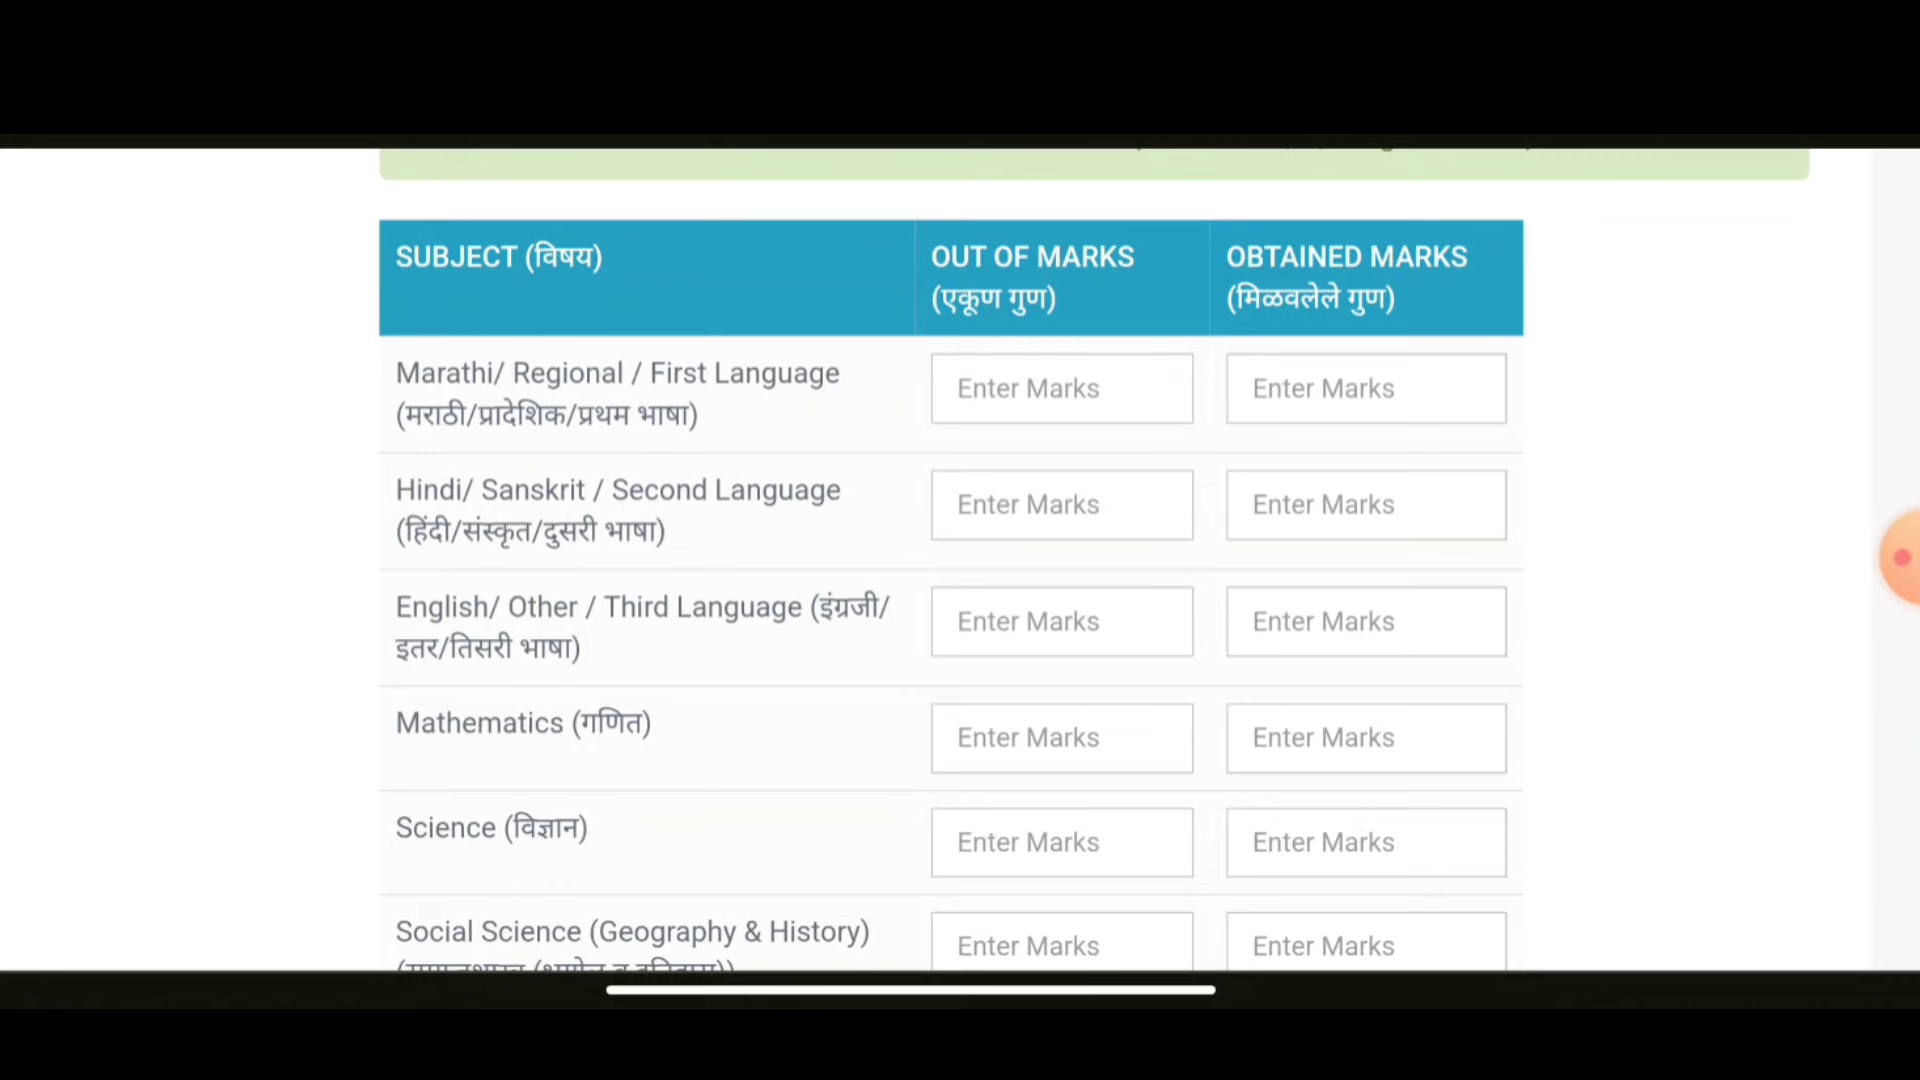 SUBJECT (विषय)
OUT OF MARKS
(एकूण गुण)
OBTAINED MARKS
(मिळवलेले गुण)
Marathi/ Regional / First Language
(मराठी/प्रादेशिक/प्रथम भाषा)
Enter Marks
Enter Marks
Hindi/ Sanskrit / Second Language
(हिंदी/संस्कृत/दुसरी भाषा)
Enter Marks
Enter Marks
English/ Other / Third Language (इंग्रजी/
इतर/तिसरी भाषा)
Enter Marks
Enter Marks
Mathematics (गणित)
Enter Marks
Enter Marks
Science (विज्ञान)
Enter Marks
Enter Marks
Social Science (Geography & History)
Enter Marks
Enter Marks